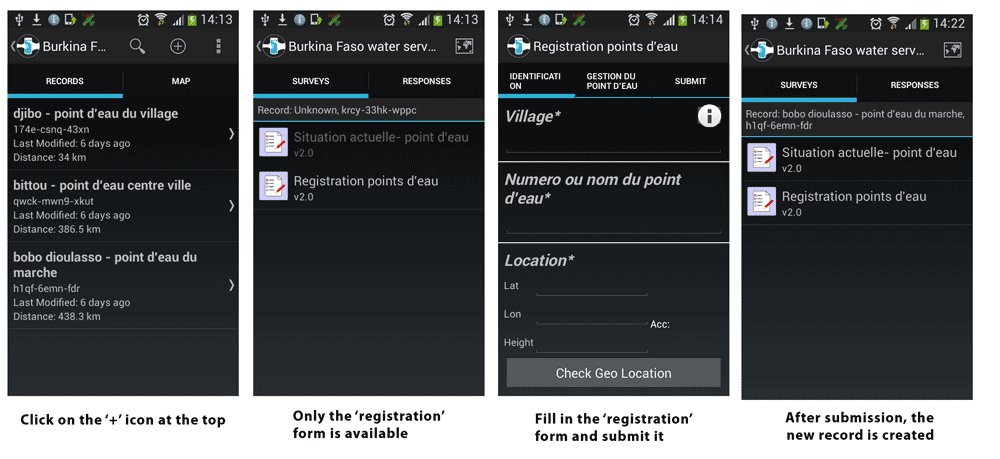 14:13
Burkina F...
RECORDS
MAP
djibo - point d'eau du village
174e-csnq-43xn
Last Modified: 6 days ago
Distance: 34 km
bittou - point d'eau centre ville
qwck-mwn9-xkut
Last Modified: 6 days ago
Distance: 386.5 km
bobo dioulasso - point d'eau du
marche
h1qf-6emn-fdr
Last Modified: 6 days ago
Distance: 438.3 km
Click on the '+' icon at the top
14:13
Burkina Faso water serv...
SURVEYS
RESPONSES
Record: Unknown, krcy-33hk-wppc
Situation actuelle- point d'eau
v2.0
Registration points d'eau
v2.0
Only the 'registration'
form is available
14:14
Registration points d'eau
IDENTIFICATI
ON
GESTION DU
POINT D'EAU
SUBMIT
Village*
Numero ou nom du point
d'eau*
Location*
Lat
Lon
Acc:
Height
Check Geo Location
Fill in the 'registration'
form and submit it
14:22
Burkina Faso water serv...
SURVEYS
RESPONSES
Record: bobo dioulasso - point d'eau du marche,
h1qf-6emn-fdr
Situation actuelle- point d'eau
v2.0
Registration points d'eau
v2.0
After submission, the
new record is created